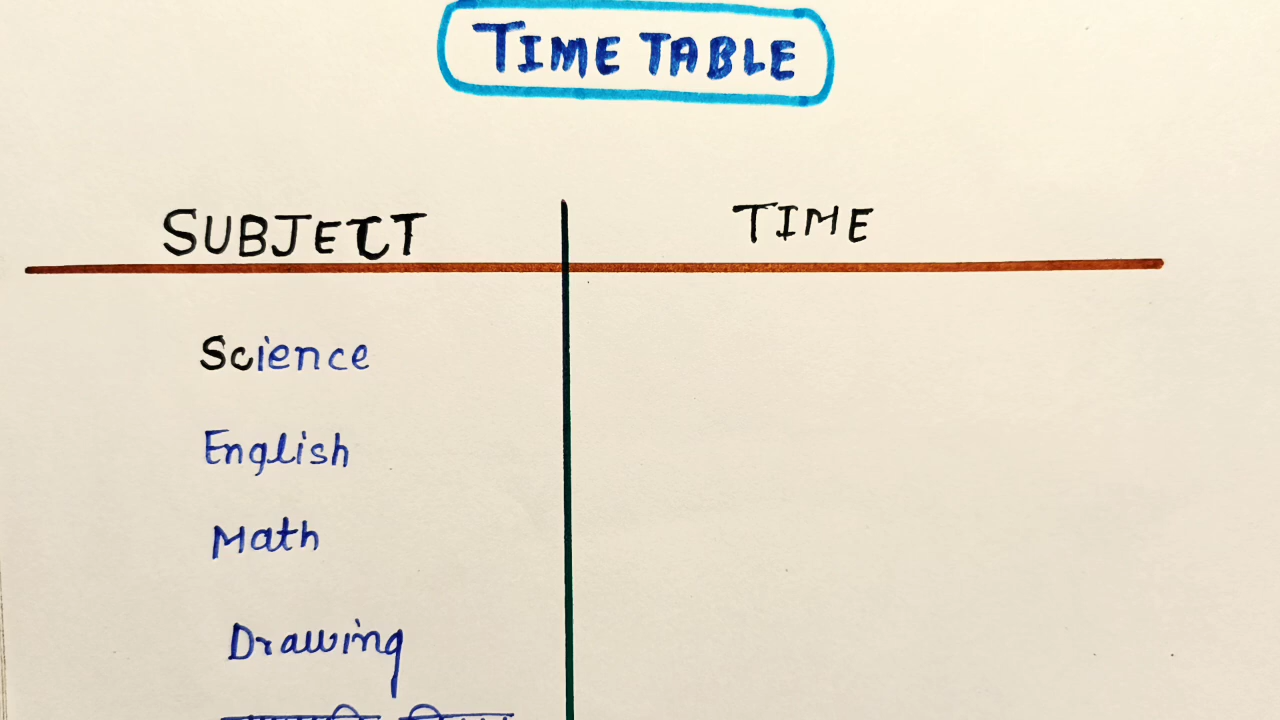 TIME TABLE
SUBJECT TIME
Science
English
Math
Drawing